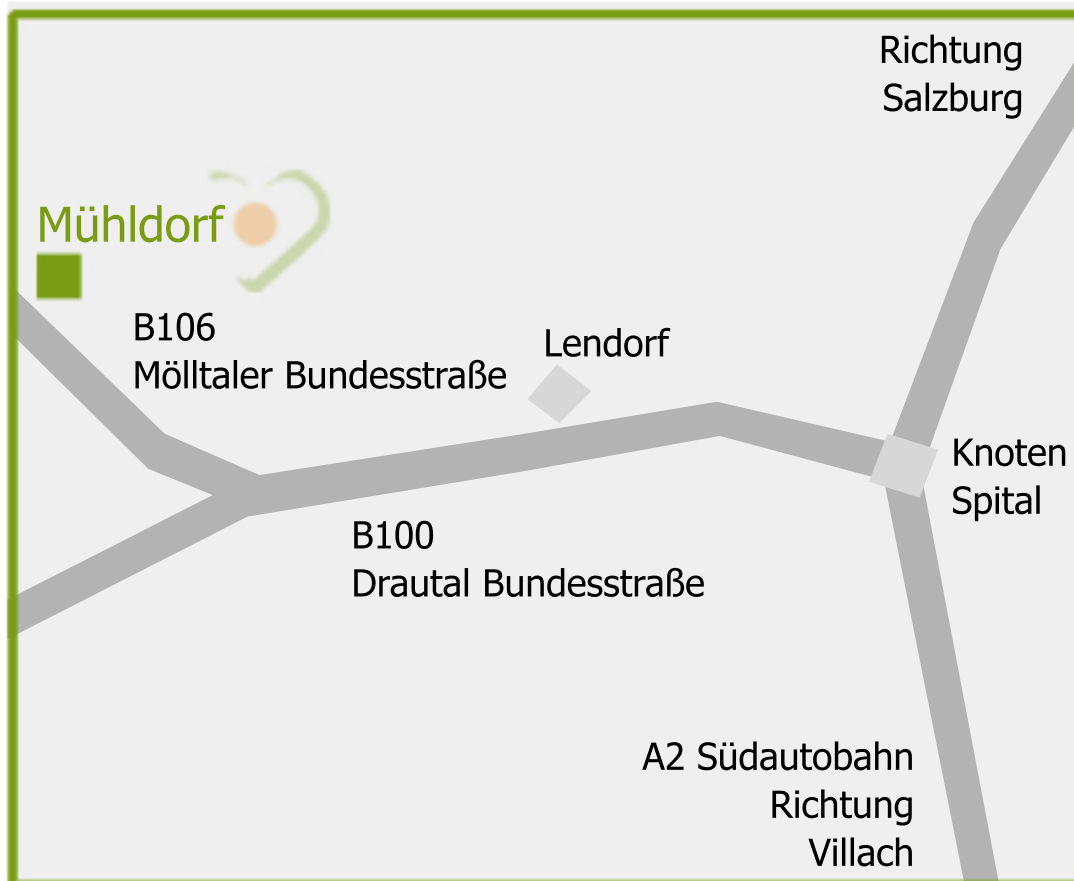 Richtung
Salzburg
Mühldorf
B106
Mölltaler Bundesstraße
Lendorf
Knoten
Spital
B100
Drautal Bundesstraße
A2 Südautobahn
Richtung
Villach